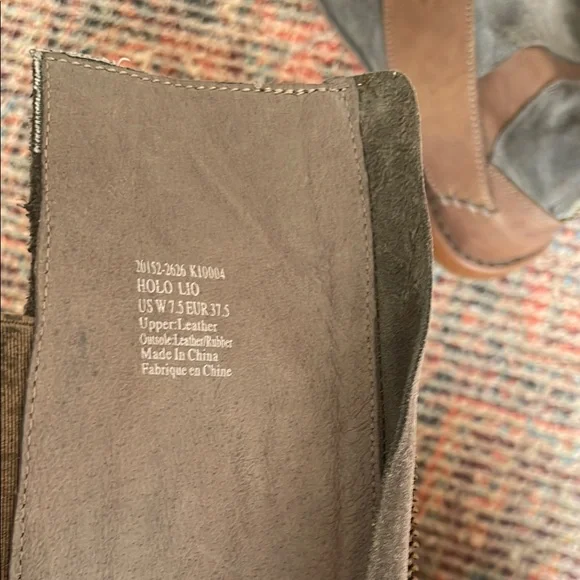 20152-2626 K10004
HOLO LIO
US W 7.5 EUR 37.5
Upper:Leather
Outsole:Leather/Rubber
Made In China
Fabrique en Chine